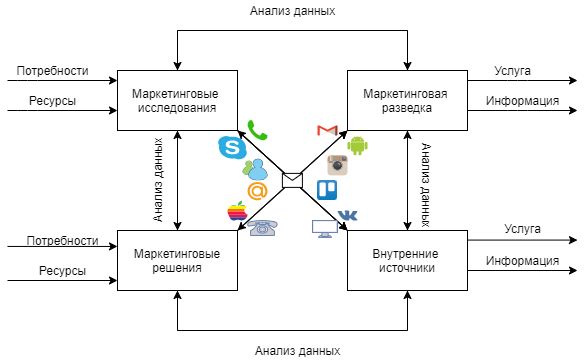 Анализ данных
Потребности
Ресурсы
Маркетинговые
исследования
Маркетинговая
разведка
Услуга
Информация
Анализ данных
Анализ данных
Потребности
Ресурсы
Маркетинговые
решения
Внутренние
источники
Услуга
Информация
Анализ данных